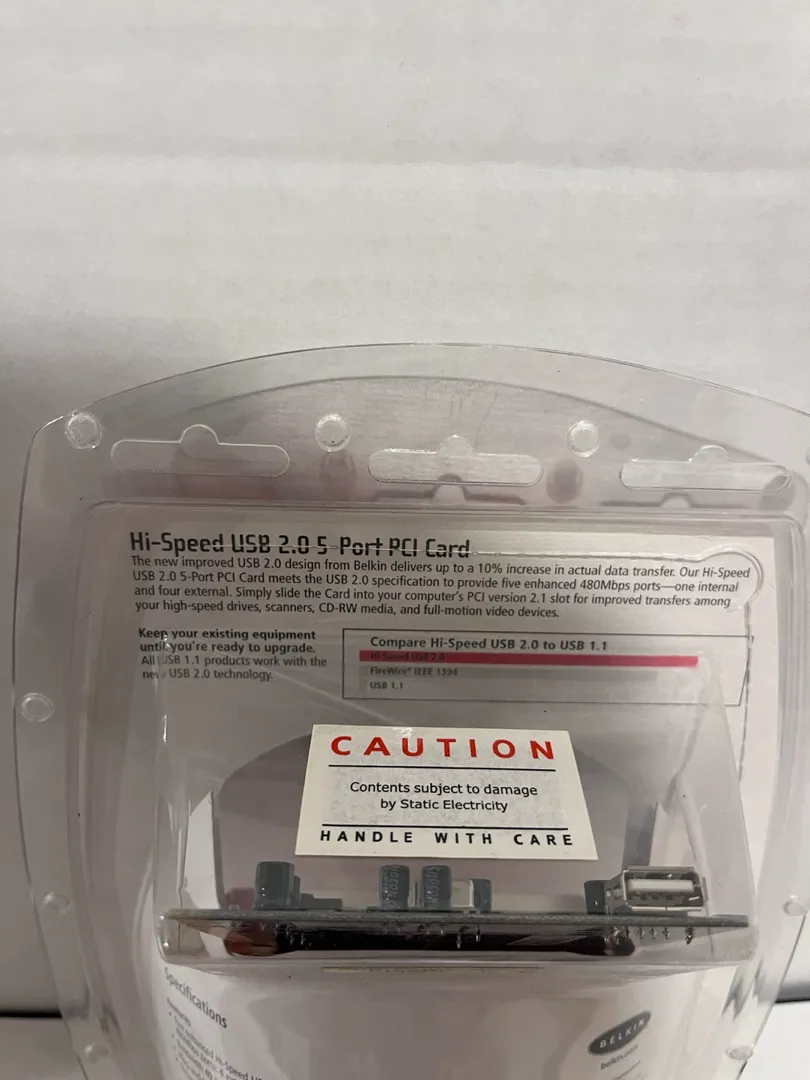 Hi-Speed USB 2.0 5-Port PCI Card
The new improved USB 2.0 design from Belkin delivers up to a 10% increase in actual data transfer. Our Hi-Speed
USB 2.0 5-Port PCI Card meets the USB 2.0 specification to provide five enhanced 480Mbps ports—one internal
and four external. Simply slide the Card into your computer's PCI version 2.1 slot for improved transfers among
your high-speed drives, scanners, CD-RW media, and full-motion video devices.
Keep your existing equipment
until you're ready to upgrade.
All USB 1.1 products work with the
new USB 2.0 technology.
Compare Hi-Speed USB 2.0 to USB 1.1
Hi-Speed USB 2.0
FireWire® IEEE 1394
USB 1.1
CAUTION
Contents subject to damage
by Static Electricity
HANDLE WITH CARE
Specifications
Features
BELKIN
belkin.com